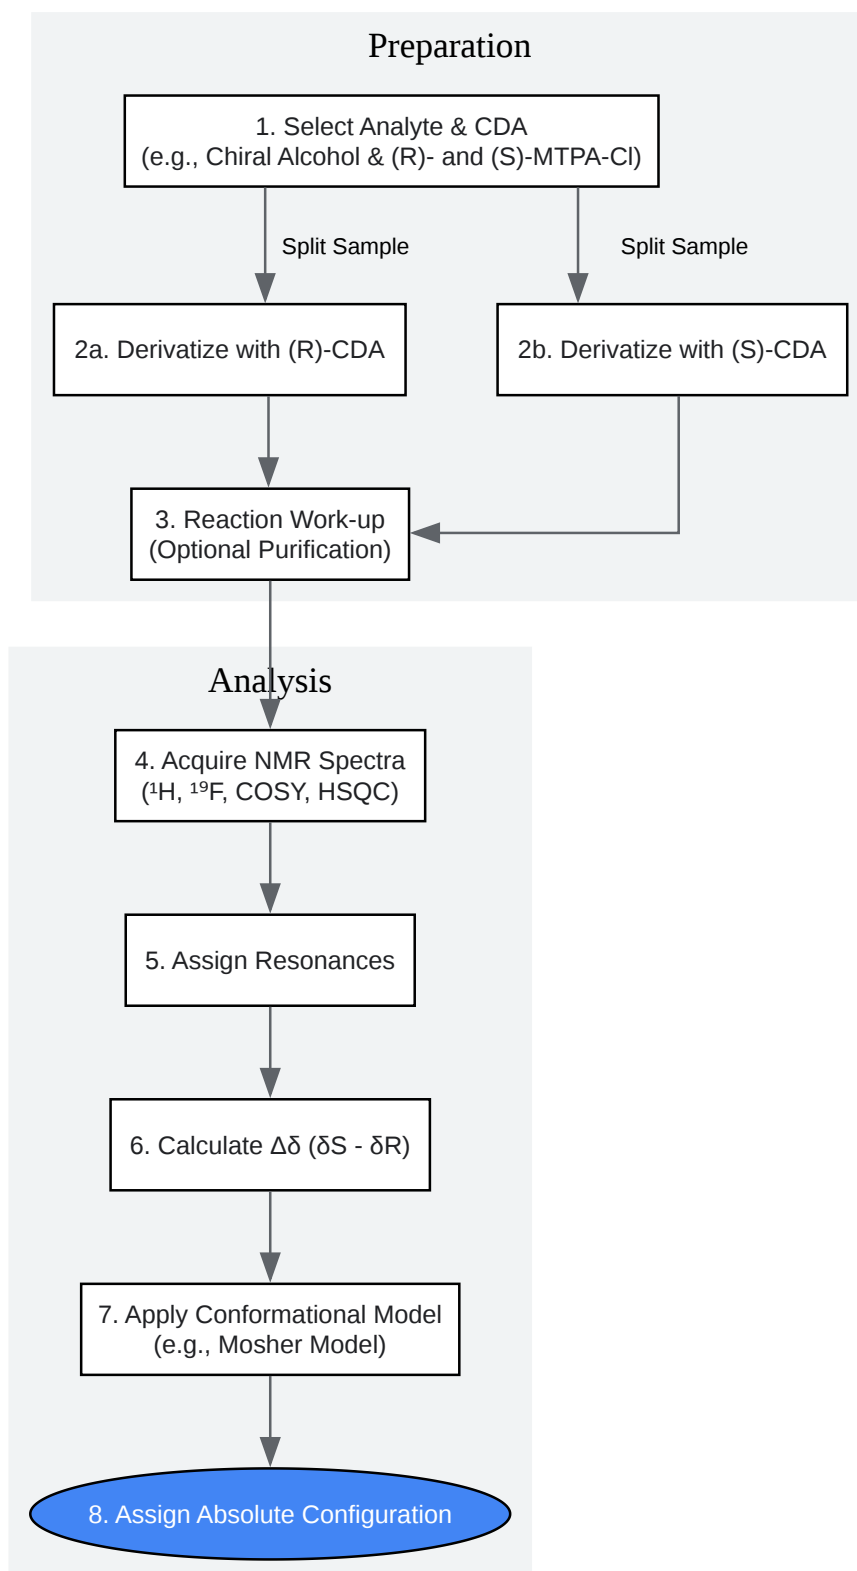 Preparation
1. Select Analyte & CDA
(e.g., Chiral Alcohol & (R)- and (S)-MTPA-Cl)
Split Sample
Split Sample
2a. Derivatize with (R)-CDA
2b. Derivatize with (S)-CDA
3. Reaction Work-up
(Optional Purification)
Analysis
4. Acquire NMR Spectra
(¹H, ¹⁹F, COSY, HSQC)
5. Assign Resonances
6. Calculate Δδ (δS - δR)
7. Apply Conformational Model
(e.g., Mosher Model)
8. Assign Absolute Configuration